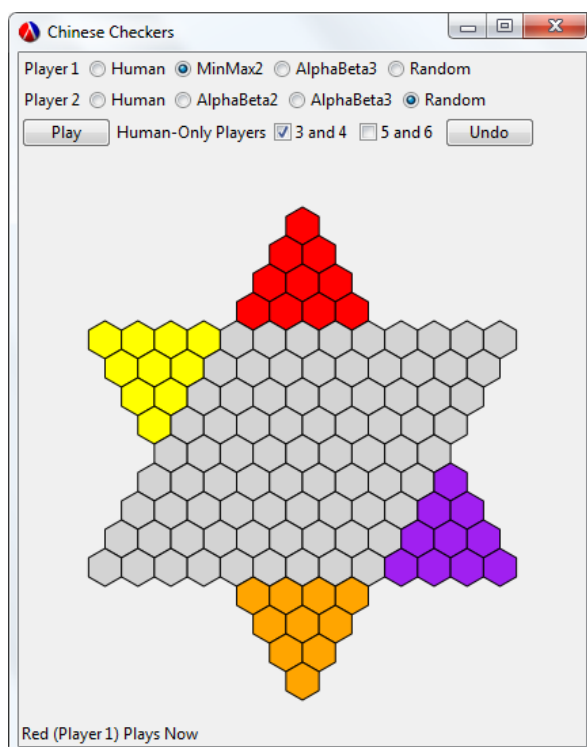 Chinese Checkers
Player 1 Human MinMax2 AlphaBeta3 Random
Player 2 Human AlphaBeta2 AlphaBeta3 Random
Play Human-Only Players 3 and 4 5 and 6 Undo
Red (Player 1) Plays Now